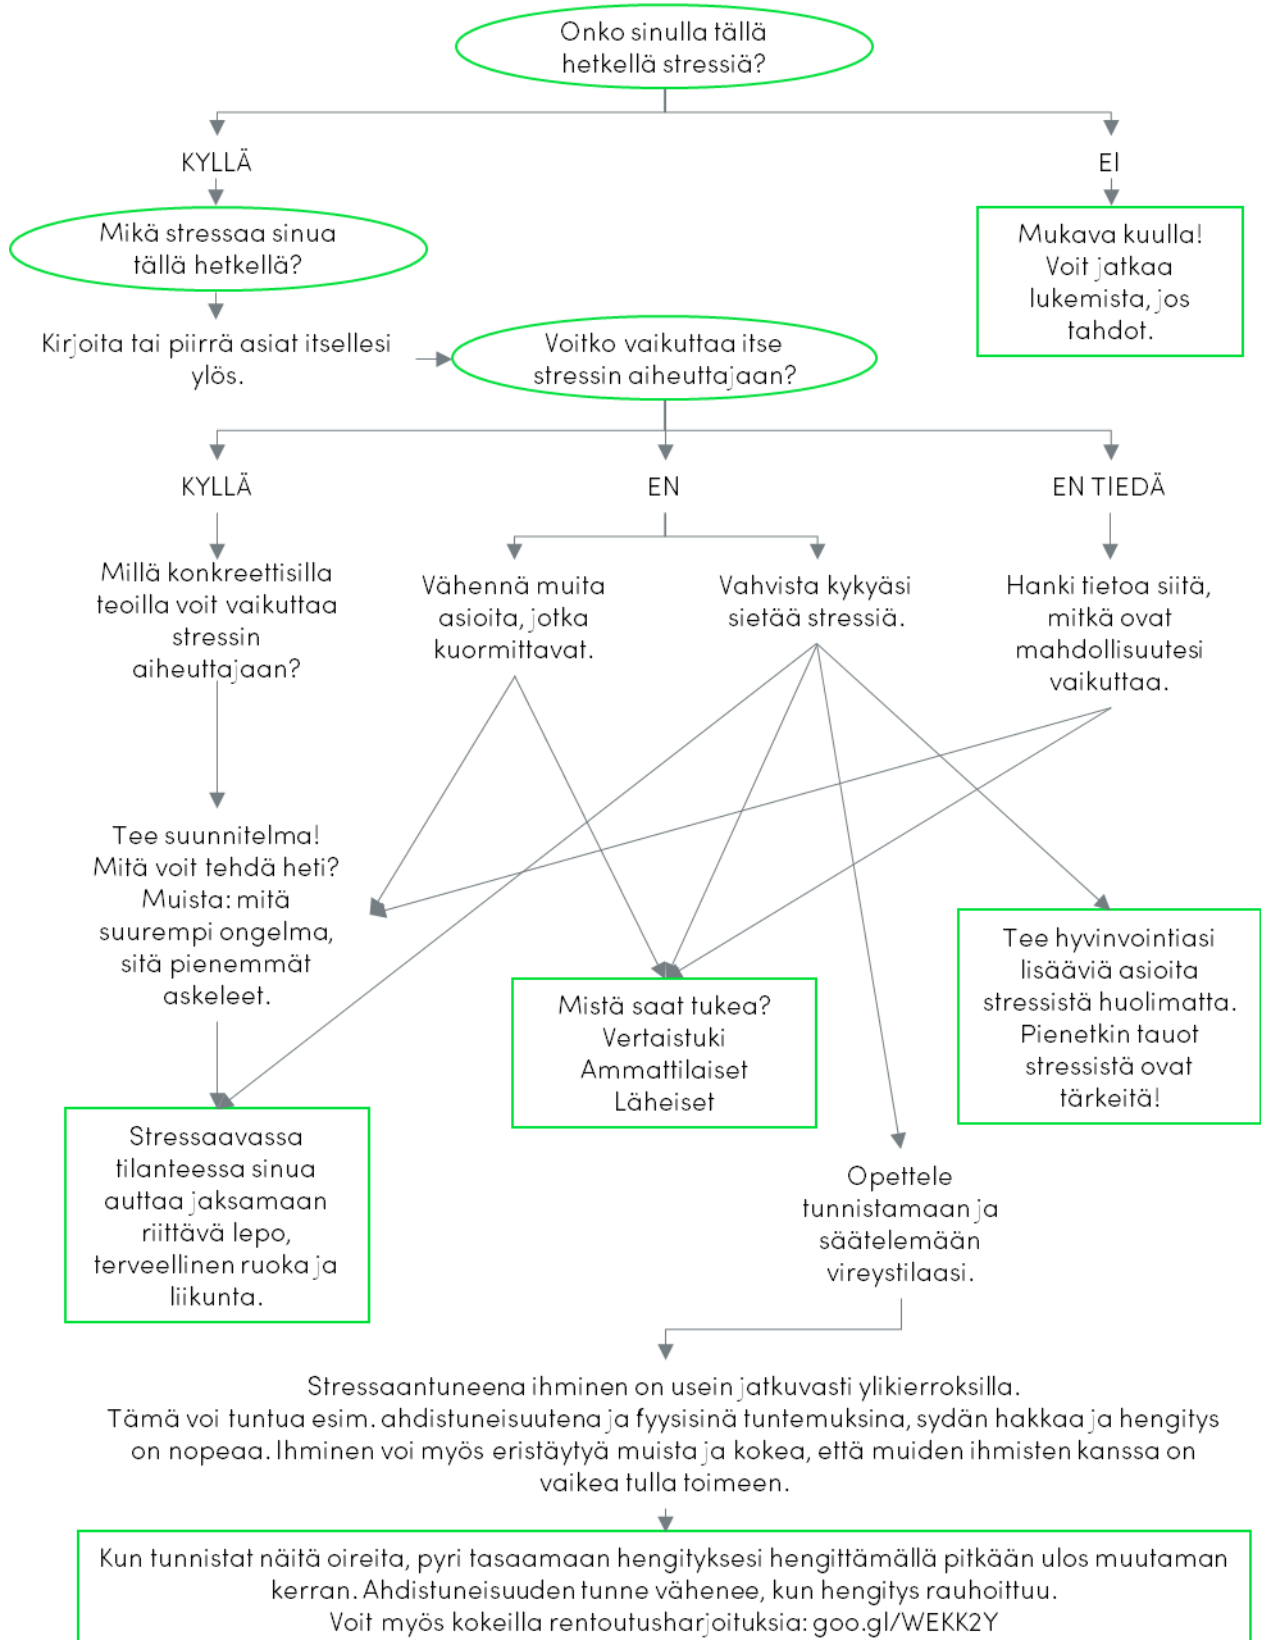 Onko sinulla tällä
hetkellä stressiä?
KYLLÄ
EI
Mikä stressaa sinua
tällä hetkellä?
Mukava kuulla!
Voit jatkaa
lukemista, jos
tahdot.
Kirjoita tai piirrä asiat itsellesi
ylös.
Voitko vaikuttaa itse
stressin aiheuttajaan?
KYLLÄ
EN
EN TIEDÄ
Millä konkreettisilla
teoilla voit vaikuttaa
stressin
aiheuttajaan?
Vähennä muita
asioita, jotka
kuormittavat.
Vahvista kykyäsi
sietää stressiä.
Hanki tietoa siitä,
mitkä ovat
mahdollisuutesi
vaikuttaa.
Tee suunnitelma!
Mitä voit tehdä heti?
Muista: mitä
suurempi ongelma,
sitä pienemmät
askeleet.
Mistä saat tukea?
Vertaistuki
Ammattilaiset
Läheiset
Tee hyvinvointiasi
lisääviä asioita
stressistä huolimatta.
Pienetkin tauot
stressistä ovat
tärkeitä!
Stressaavassa
tilanteessa sinua
auttaa jaksamaan
riittävä lepo,
terveellinen ruoka ja
liikunta.
Opettele
tunnistamaan ja
säätelemään
vireystilaasi.
Stressaantuneena ihminen on usein jatkuvasti ylikierroksilla.
Tämä voi tuntua esim. ahdistuneisuutena ja fyysisinä tuntemuksina, sydän hakkaa ja hengitys
on nopeaa. Ihminen voi myös eristäytyä muista ja kokea, että muiden ihmisten kanssa on
vaikea tulla toimeen.
Kun tunnistat näitä oireita, pyri tasaamaan hengityksesi hengittämällä pitkään ulos muutaman
kerran. Ahdistuneisuuden tunne vähenee, kun hengitys rauhoittuu.
Voit myös kokeilla rentoutusharjoituksia: goo.gl/WEKK2Y